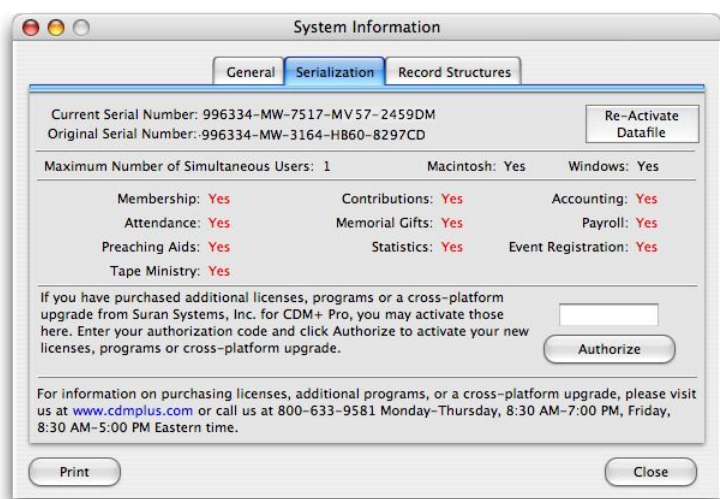 System Information
General Serialization Record Structures
Current Serial Number: 996334-MW-7517-MV57-2459DM
Original Serial Number: 996334-MW-3164-HB60-8297CD
Re-Activate
Datafile
Maximum Number of Simultaneous Users: 1 Macintosh: Yes Windows: Yes
Membership: Yes Contributions: Yes Accounting: Yes
Attendance: Yes Memorial Gifts: Yes Payroll: Yes
Preaching Aids: Yes Statistics: Yes Event Registration: Yes
Tape Ministry: Yes
If you have purchased additional licenses, programs or a cross-platform
upgrade from Suran Systems, Inc. for CDM+ Pro, you may activate those
here. Enter your authorization code and click Authorize to activate your new
licenses, programs or cross-platform upgrade.
Authorize
For information on purchasing licenses, additional programs, or a cross-platform upgrade, please visit
us at www.cdmplus.com or call us at 800-633-9581 Monday-Thursday, 8:30 AM-7:00 PM, Friday,
8:30 AM-5:00 PM Eastern time.
Print Close